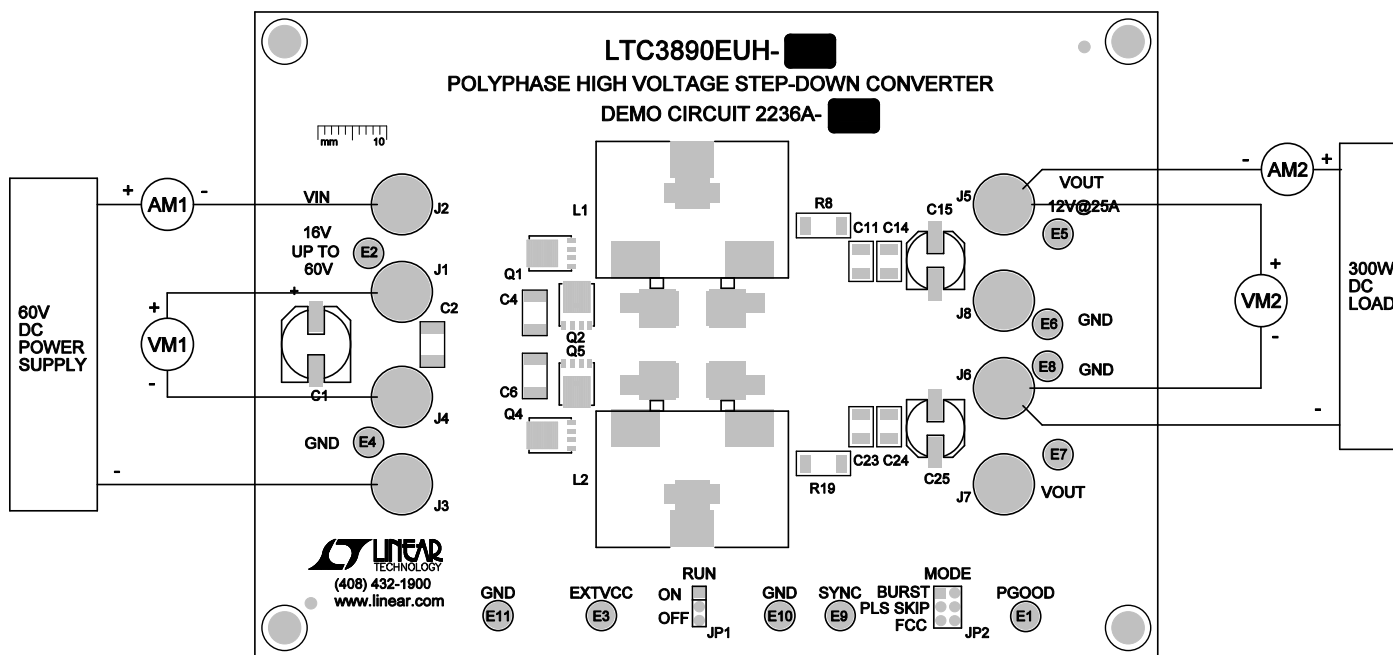 LTC3890EUH-
POLYPHASE HIGH VOLTAGE STEP-DOWN CONVERTER
DEMO CIRCUIT 2236A-
mm 10
60V
DC
POWER
SUPPLY
+ AM1 -
+
VM1
-
-
VIN
16V
UP TO
60V
E2
J2
J1
+
C1
C2
J4
GND
E4
J3
L1
Q1
C4
Q2
Q5
C6
Q4
L2
R8
C11 C14
C15
C23 C24
C25
R19
J5
VOUT
12V@25A
E5
J8
E6 GND
E8 GND
J6
E7
J7
VOUT
- AM2 +
+
VM2
-
-
300W
DC
LOAD
LINEAR
TECHNOLOGY
(408) 432-1900
www.linear.com
GND
E11
EXTVCC
E3
RUN
ON
OFF
JP1
GND
E10
SYNC
E9
MODE
BURST
PLS SKIP
FCC
JP2
PGOOD
E1